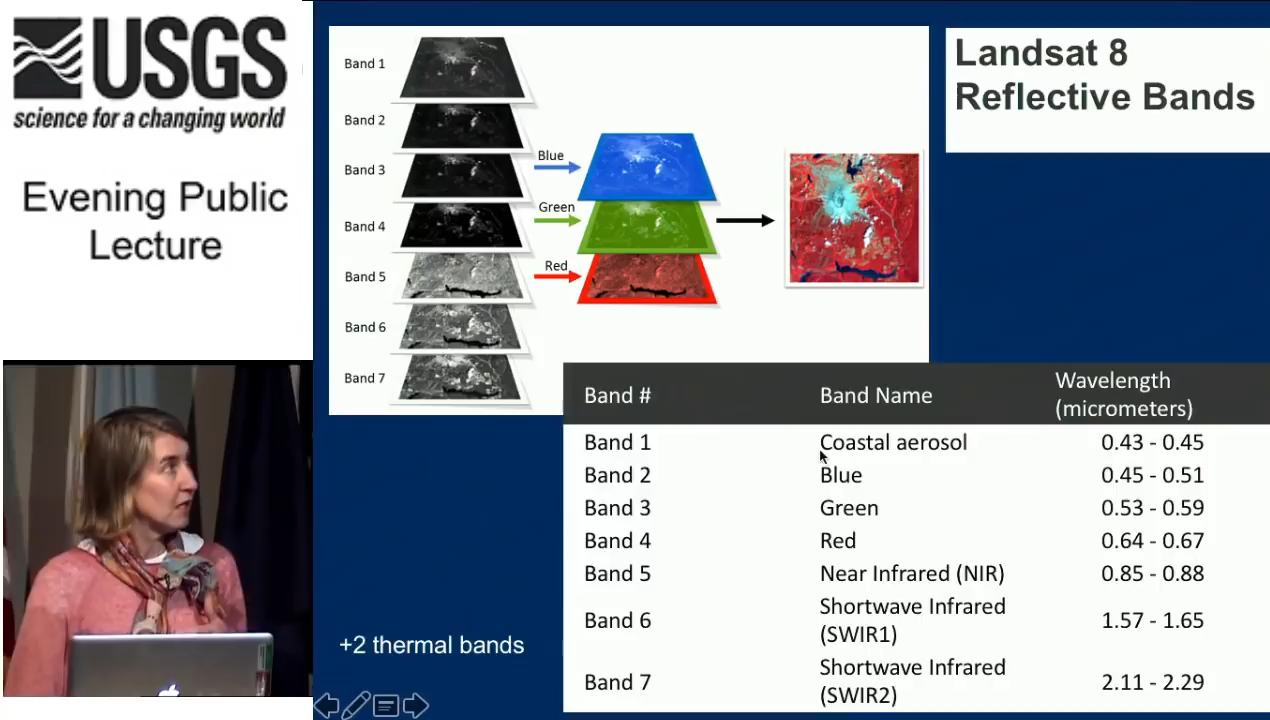 USGS
science for a changing world
Evening Public
Lecture
Band 1
Band 2
Band 3
Band 4
Band 5
Band 6
Band 7
Blue
Green
Red
Landsat 8
Reflective Bands
Band # Band Name Wavelength
(micrometers)
Band 1 Coastal aerosol 0.43 - 0.45
Band 2 Blue 0.45 - 0.51
Band 3 Green 0.53 - 0.59
Band 4 Red 0.64 - 0.67
Band 5 Near Infrared (NIR) 0.85 - 0.88
Band 6 Shortwave Infrared
(SWIR1) 1.57 - 1.65
Band 7 Shortwave Infrared
(SWIR2) 2.11 - 2.29
+2 thermal bands